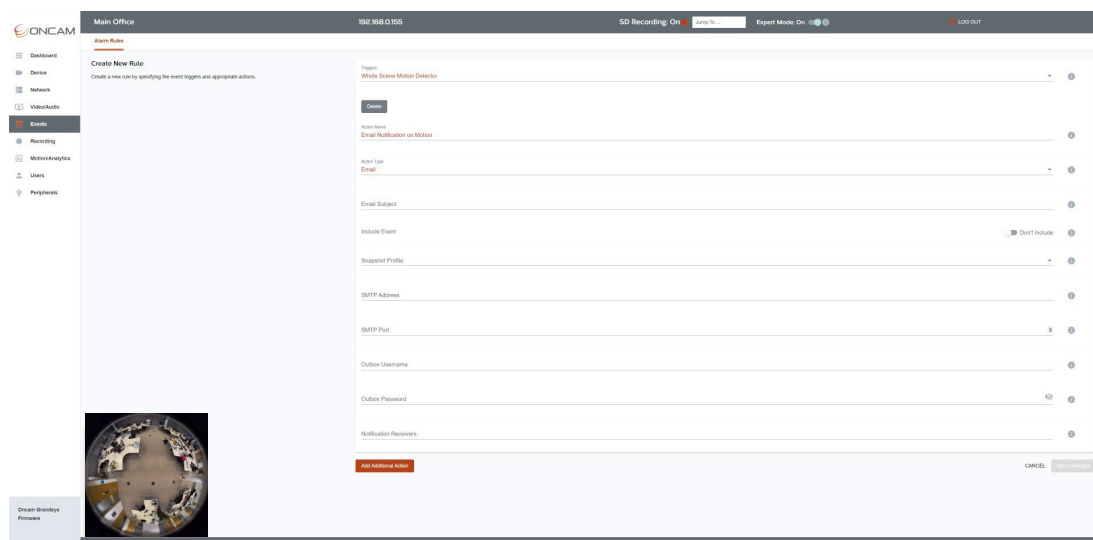 ONCAM
Main Office
192.168.0.155
SD Recording: On
Jump To ...
Expert Mode: On
LOG OUT
Alarm Rules
Dashboard
Device
Network
Video/Audio
Events
Recording
Motion/Analytics
Users
Peripherals
Oncam Grandeye
Firmware
Create New Rule
Create a new rule by specifying the event triggers and appropriate actions.
Triggers
Whole Scene Motion Detector
Delete
Action Name
Email Notification on Motion
Action Type
Email
Email Subject
Include Event
Don't Include
Snapshot Profile
SMTP Address
SMTP Port
Outbox Username
Outbox Password
Notification Receivers
Add Additional Action
CANCEL
Save Changes